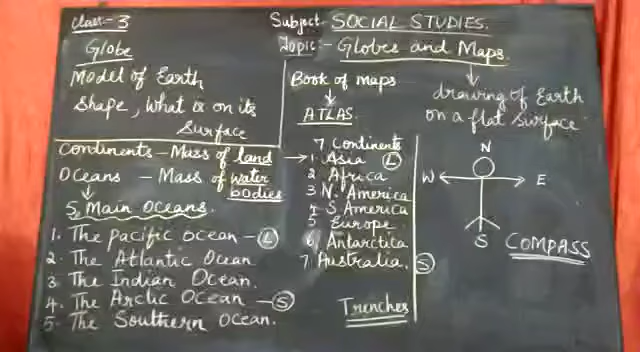 Class-3
Subject- SOCIAL STUDIES.
Topic- Globes and Maps
Globe
Model of Earth
shape, what is on its
Surface
Book of maps
ATLAS
drawing of Earth
on a flat surface
Continents - Mass of land
Oceans - Mass of water
bodies
5 Main Oceans.
1. The Pacific Ocean - L
2. The Atlantic Ocean
3. The Indian Ocean.
4. The Arctic Ocean - S
5. The Southern Ocean.
7 Continents
1. Asia L
2 Africa
3 N. America
4 S America
5 Europe
6 Antarctica
7. Australia. S
Trenches
N
W E
S
COMPASS